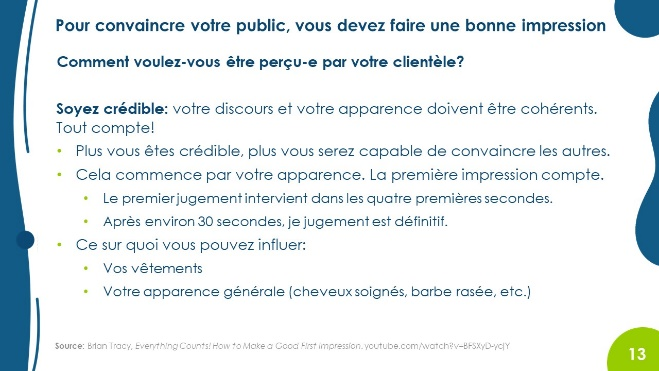 Pour convaincre votre public, vous devez faire une bonne impression
Comment voulez-vous être perçu-e par votre clientèle?
Soyez crédible: votre discours et votre apparence doivent être cohérents.
Tout compte!
• Plus vous êtes crédible, plus vous serez capable de convaincre les autres.
• Cela commence par votre apparence. La première impression compte.
• Le premier jugement intervient dans les quatre premières secondes.
• Après environ 30 secondes, je jugement est définitif.
• Ce sur quoi vous pouvez influer:
• Vos vêtements
• Votre apparence générale (cheveux soignés, barbe rasée, etc.)
Source: Brian Tracy, Everything Counts! How to Make a Good First Impression, youtube.com/watch?v=BFSXyD-ycjY
13